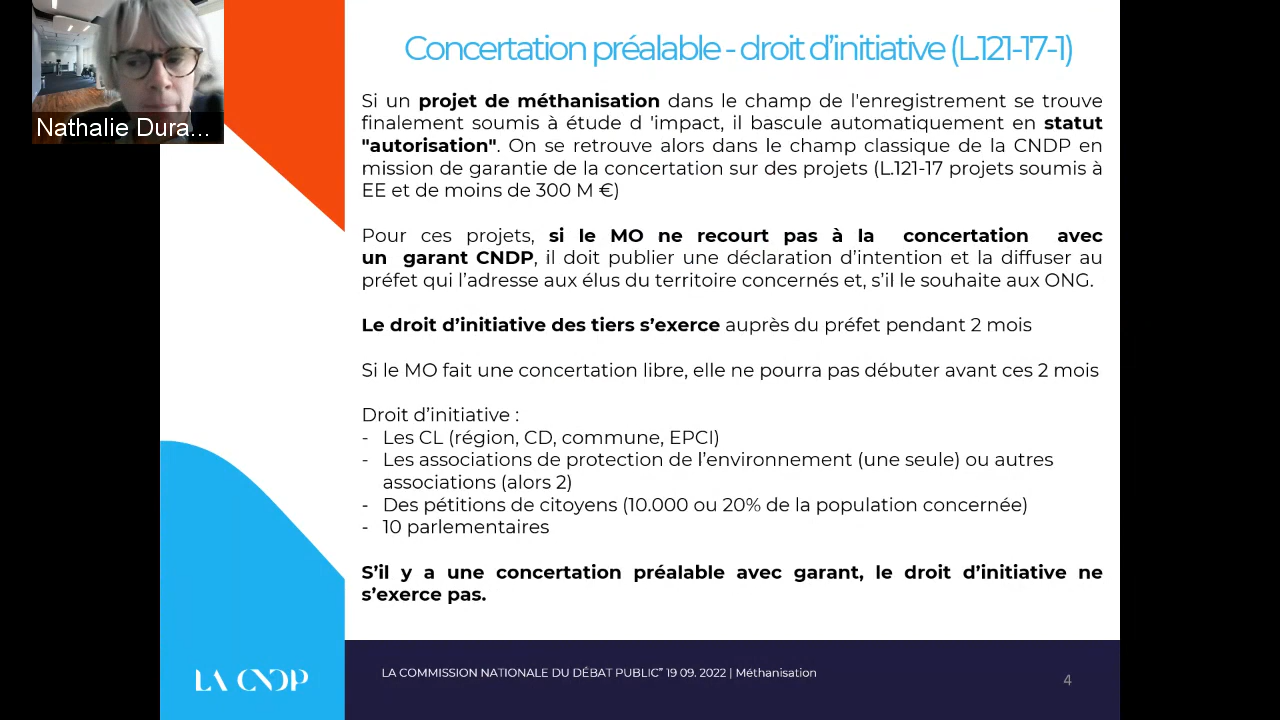 Concertation préalable - droit d’initiative (L.121-17-1)
Nathalie Dura...
Si un projet de méthanisation dans le champ de l'enregistrement se trouve
finalement soumis à étude d 'impact, il bascule automatiquement en statut
"autorisation". On se retrouve alors dans le champ classique de la CNDP en
mission de garantie de la concertation sur des projets (L.121-17 projets soumis à
EE et de moins de 300 M €)
Pour ces projets, si le MO ne recourt pas à la concertation avec
un garant CNDP, il doit publier une déclaration d’intention et la diffuser au
préfet qui l’adresse aux élus du territoire concernés et, s’il le souhaite aux ONG.
Le droit d’initiative des tiers s’exerce auprès du préfet pendant 2 mois
Si le MO fait une concertation libre, elle ne pourra pas débuter avant ces 2 mois
Droit d’initiative :
- Les CL (région, CD, commune, EPCI)
- Les associations de protection de l’environnement (une seule) ou autres
associations (alors 2)
- Des pétitions de citoyens (10.000 ou 20% de la population concernée)
- 10 parlementaires
S’il y a une concertation préalable avec garant, le droit d’initiative ne
s’exerce pas.
LA CNDP
LA COMMISSION NATIONALE DU DÉBAT PUBLIC” 19 09. 2022 | Méthanisation
4